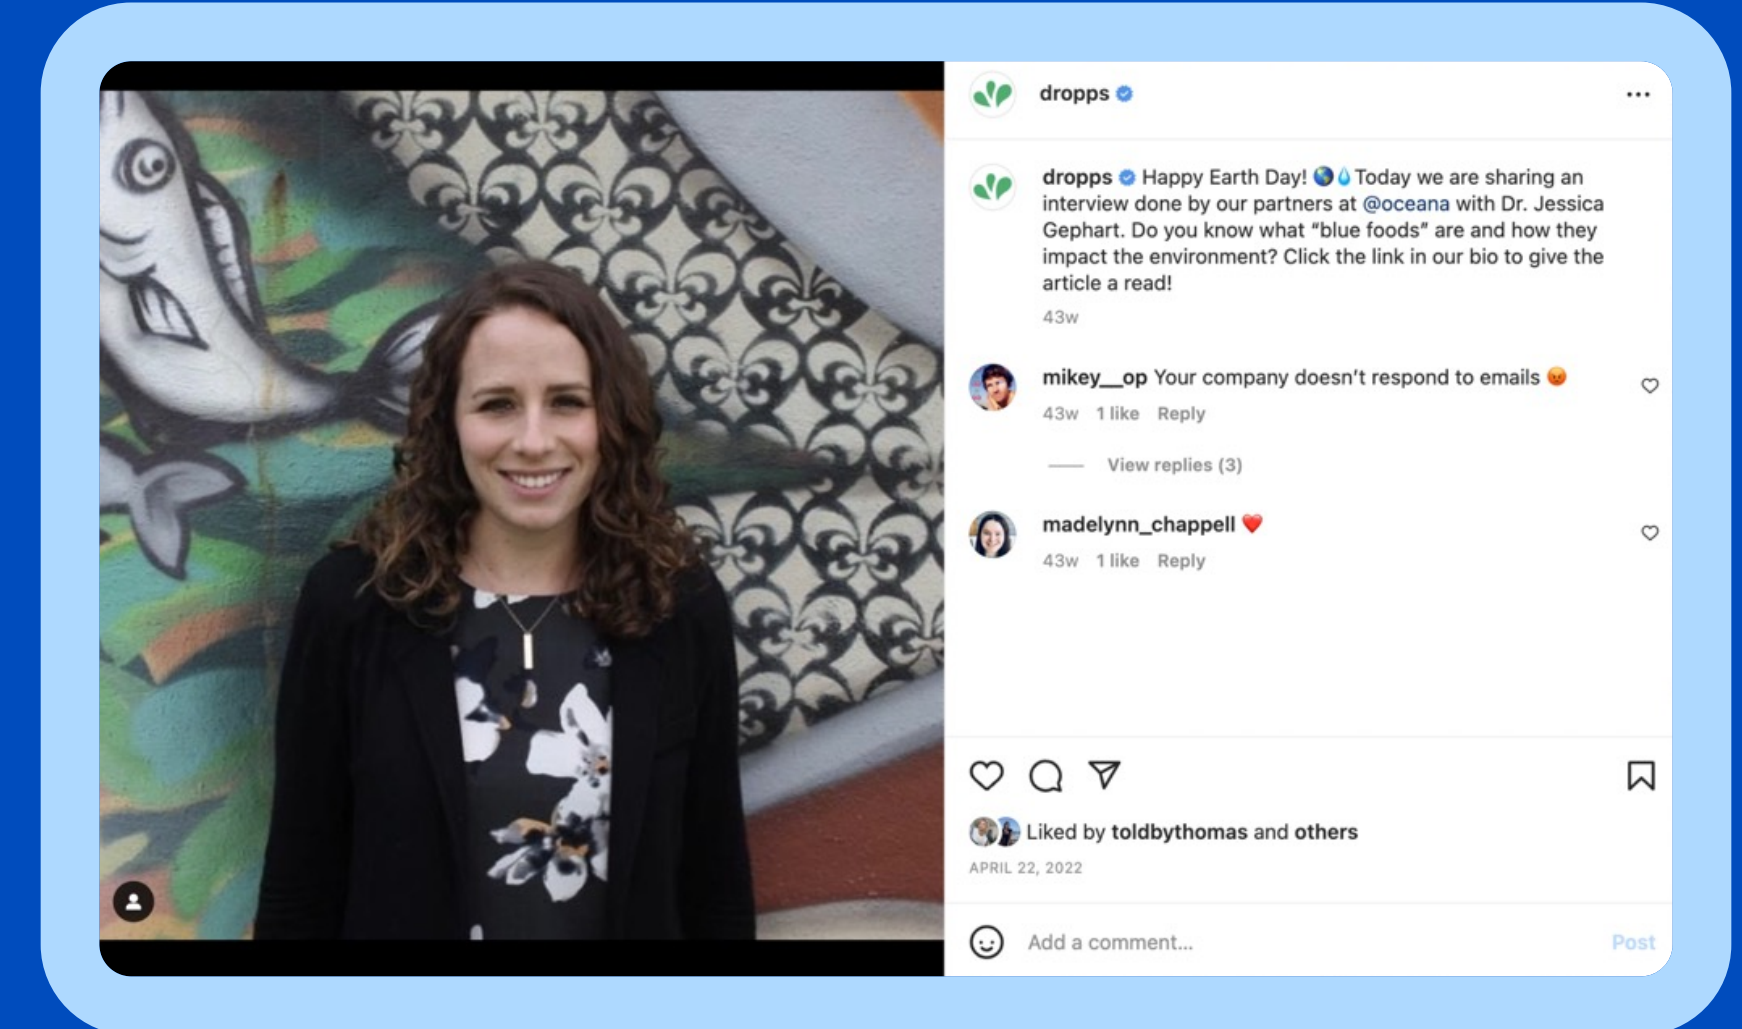 dropps
dropps Happy Earth Day! 🌎💧Today we are sharing an
interview done by our partners at @oceana with Dr. Jessica
Gephart. Do you know what “blue foods” are and how they
impact the environment? Click the link in our bio to give the
article a read!
43w
mikey__op Your company doesn’t respond to emails 😡
43w 1 like Reply
View replies (3)
madelynn_chappell ❤️
43w 1 like Reply
Liked by toldbythomas and others
APRIL 22, 2022
Add a comment... Post